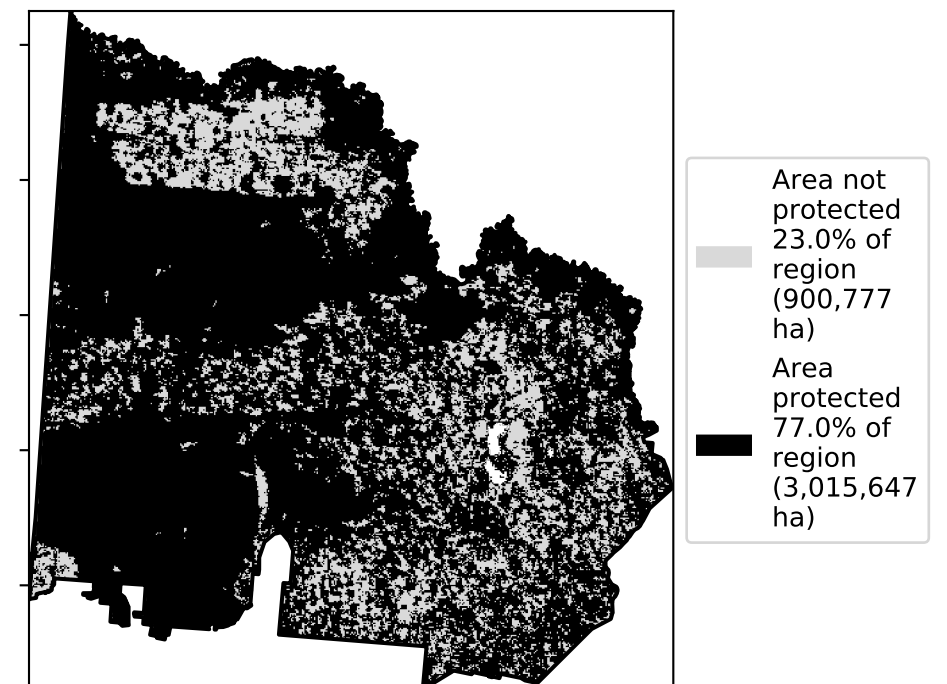 Area not
protected
23.0% of
region
(900,777
ha)
Area
protected
77.0% of
region
(3,015,647
ha)